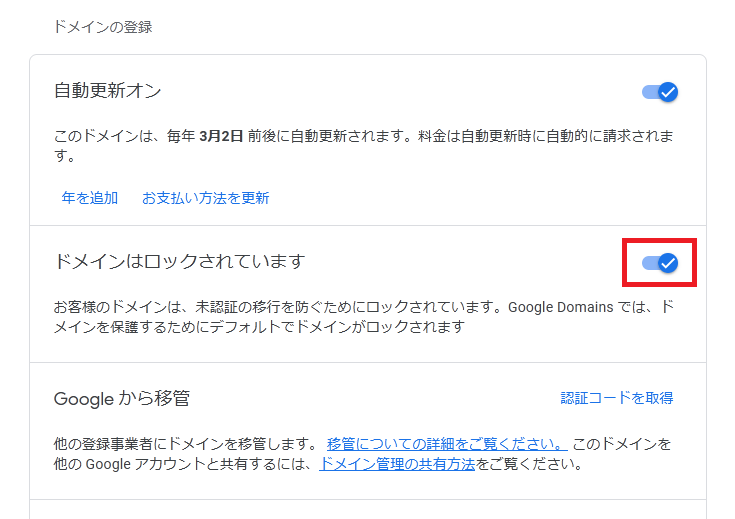 ドメインの登録
自動更新オン
このドメインは、毎年 3月2日 前後に自動更新されます。料金は自動更新時に自動的に請求されま
す。
年を追加 お支払い方法を更新
ドメインはロックされています
お客様のドメインは、未認証の移行を防ぐためにロックされています。Google Domains では、ド
メインを保護するためにデフォルトでドメインがロックされます
Google から移管 認証コードを取得
他の登録事業者にドメインを移管します。 移管についての詳細をご覧ください。 このドメインを
他の Google アカウントと共有するには、ドメイン管理の共有方法をご覧ください。